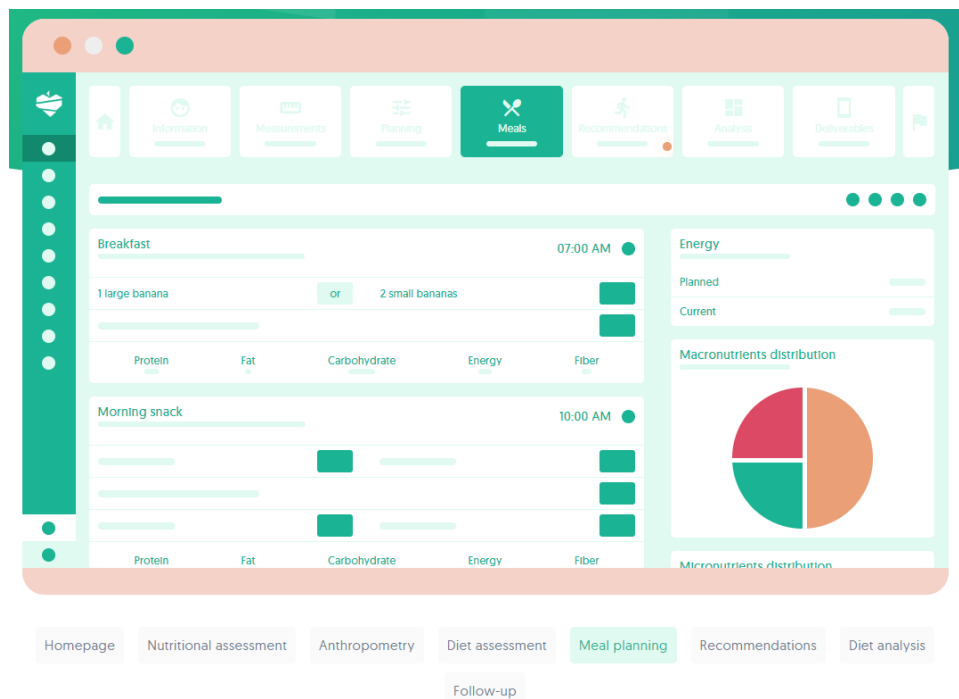 Information
Measurements
Planning
Meals
Recommendations
Analysis
Deliverables
Breakfast
07:00 AM
1 large banana
or
2 small bananas
Protein
Fat
Carbohydrate
Energy
Fiber
Morning snack
10:00 AM
Protein
Fat
Carbohydrate
Energy
Fiber
Energy
Planned
Current
Macronutrients distribution
Micronutrients distribution
Homepage
Nutritional assessment
Anthropometry
Diet assessment
Meal planning
Recommendations
Diet analysis
Follow-up